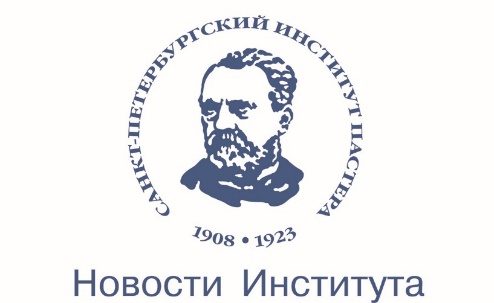 САНКТ-ПЕТЕРБУРГСКИЙ ИНСТИТУТ ПАСТЕРА
1908 • 1923
Новости Института